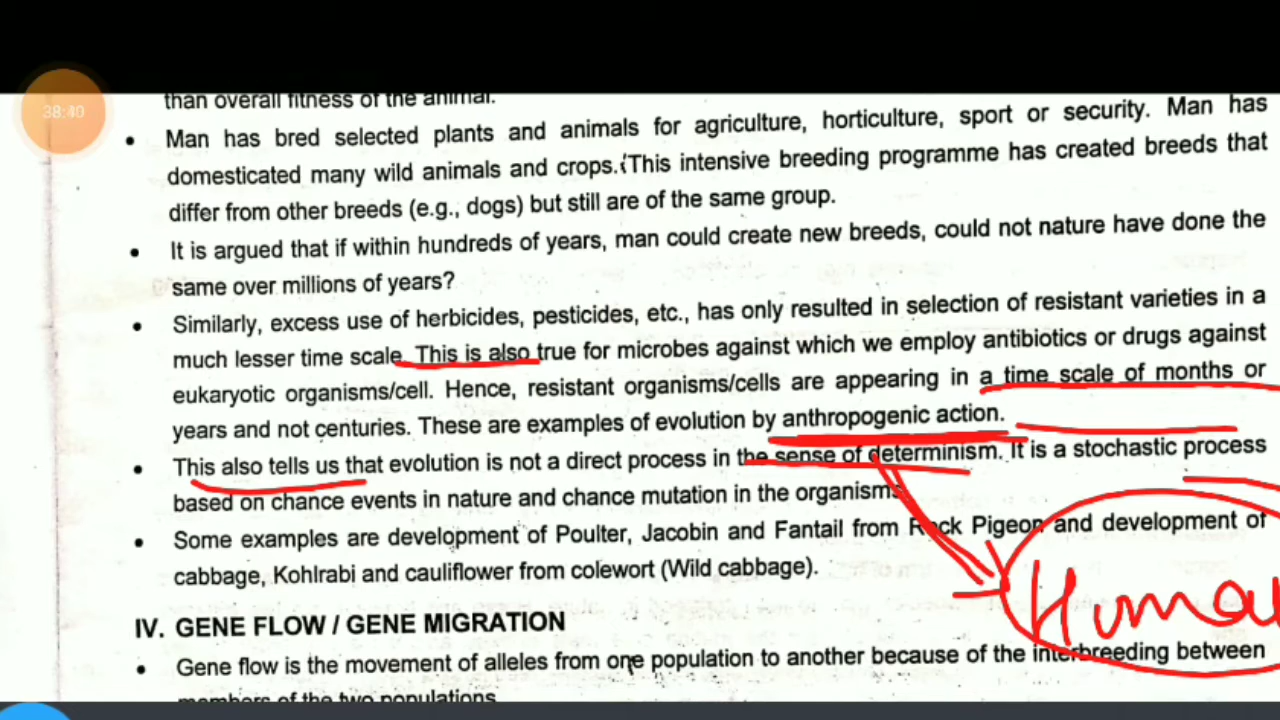 38:40
than overall fitness of the animal.
• Man has bred selected plants and animals for agriculture, horticulture, sport or security. Man has
domesticated many wild animals and crops. This intensive breeding programme has created breeds that
differ from other breeds (e.g., dogs) but still are of the same group.
• It is argued that if within hundreds of years, man could create new breeds, could not nature have done the
same over millions of years?
• Similarly, excess use of herbicides, pesticides, etc., has only resulted in selection of resistant varieties in a
much lesser time scale. This is also true for microbes against which we employ antibiotics or drugs against
eukaryotic organisms/cell. Hence, resistant organisms/cells are appearing in a time scale of months or
years and not centuries. These are examples of evolution by anthropogenic action.
• This also tells us that evolution is not a direct process in the sense of determinism. It is a stochastic process
based on chance events in nature and chance mutation in the organisms
• Some examples are development of Poulter, Jacobin and Fantail from Rock Pigeon and development of
cabbage, Kohlrabi and cauliflower from colewort (Wild cabbage).
Huma
IV. GENE FLOW / GENE MIGRATION
• Gene flow is the movement of alleles from one population to another because of the interbreeding between
members of the two populations